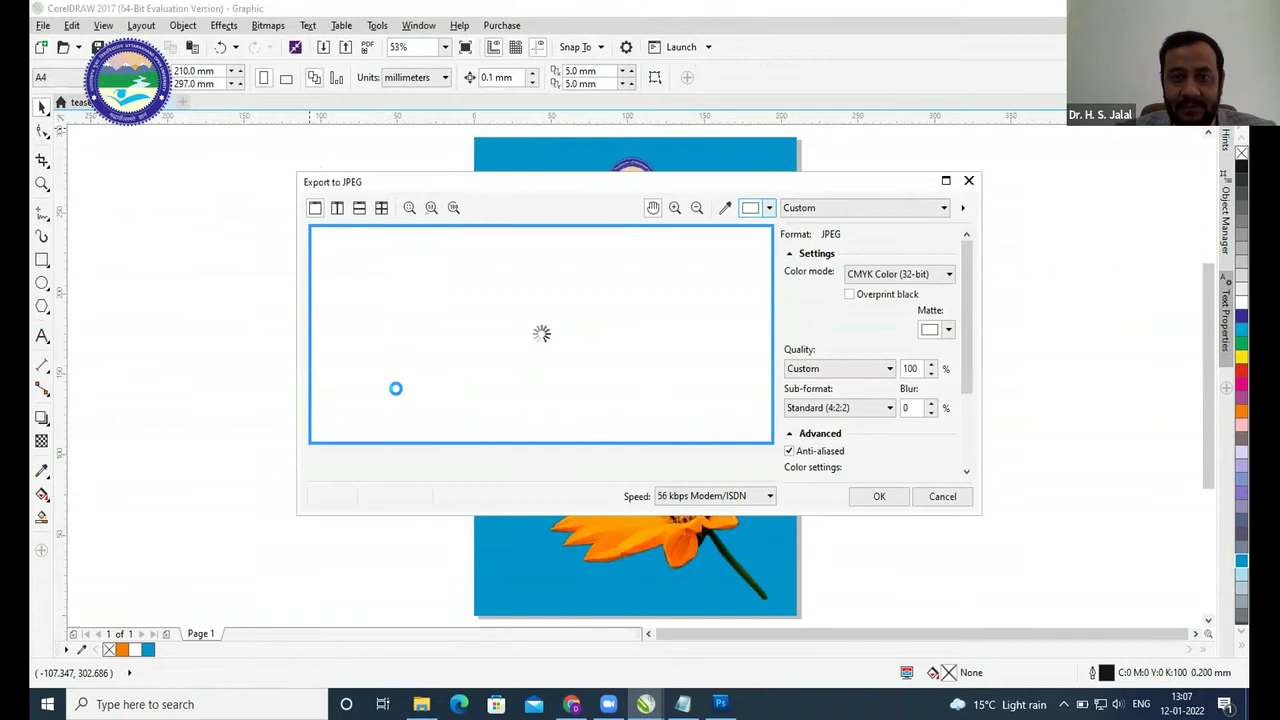 CorelDRAW 2017 (64-Bit Evaluation Version) - Graphic
File Edit View Layout Object Effects Bitmaps Text Table Tools Window Help Purchase
53% Snap To Launch
A4 210.0 mm 297.0 mm Units: millimeters 0.1 mm 5.0 mm 5.0 mm
Dr. H. S. Jalal
Export to JPEG
Custom
Format: JPEG
Settings
Color mode: CMYK Color (32-bit)
Overprint black
Matte:
Quality:
Custom 100 %
Sub-format: Blur:
Standard (4:2:2) 0 %
Advanced
Anti-aliased
Color settings:
Speed: 56 kbps Modem/ISDN OK Cancel
Hints
Object Manager
Text Properties
1 of 1 Page 1
(-107.347, 302.686) None C:0 M:0 Y:0 K:100 0.200 mm
Type here to search
15°C Light rain
13:07
12-01-2022